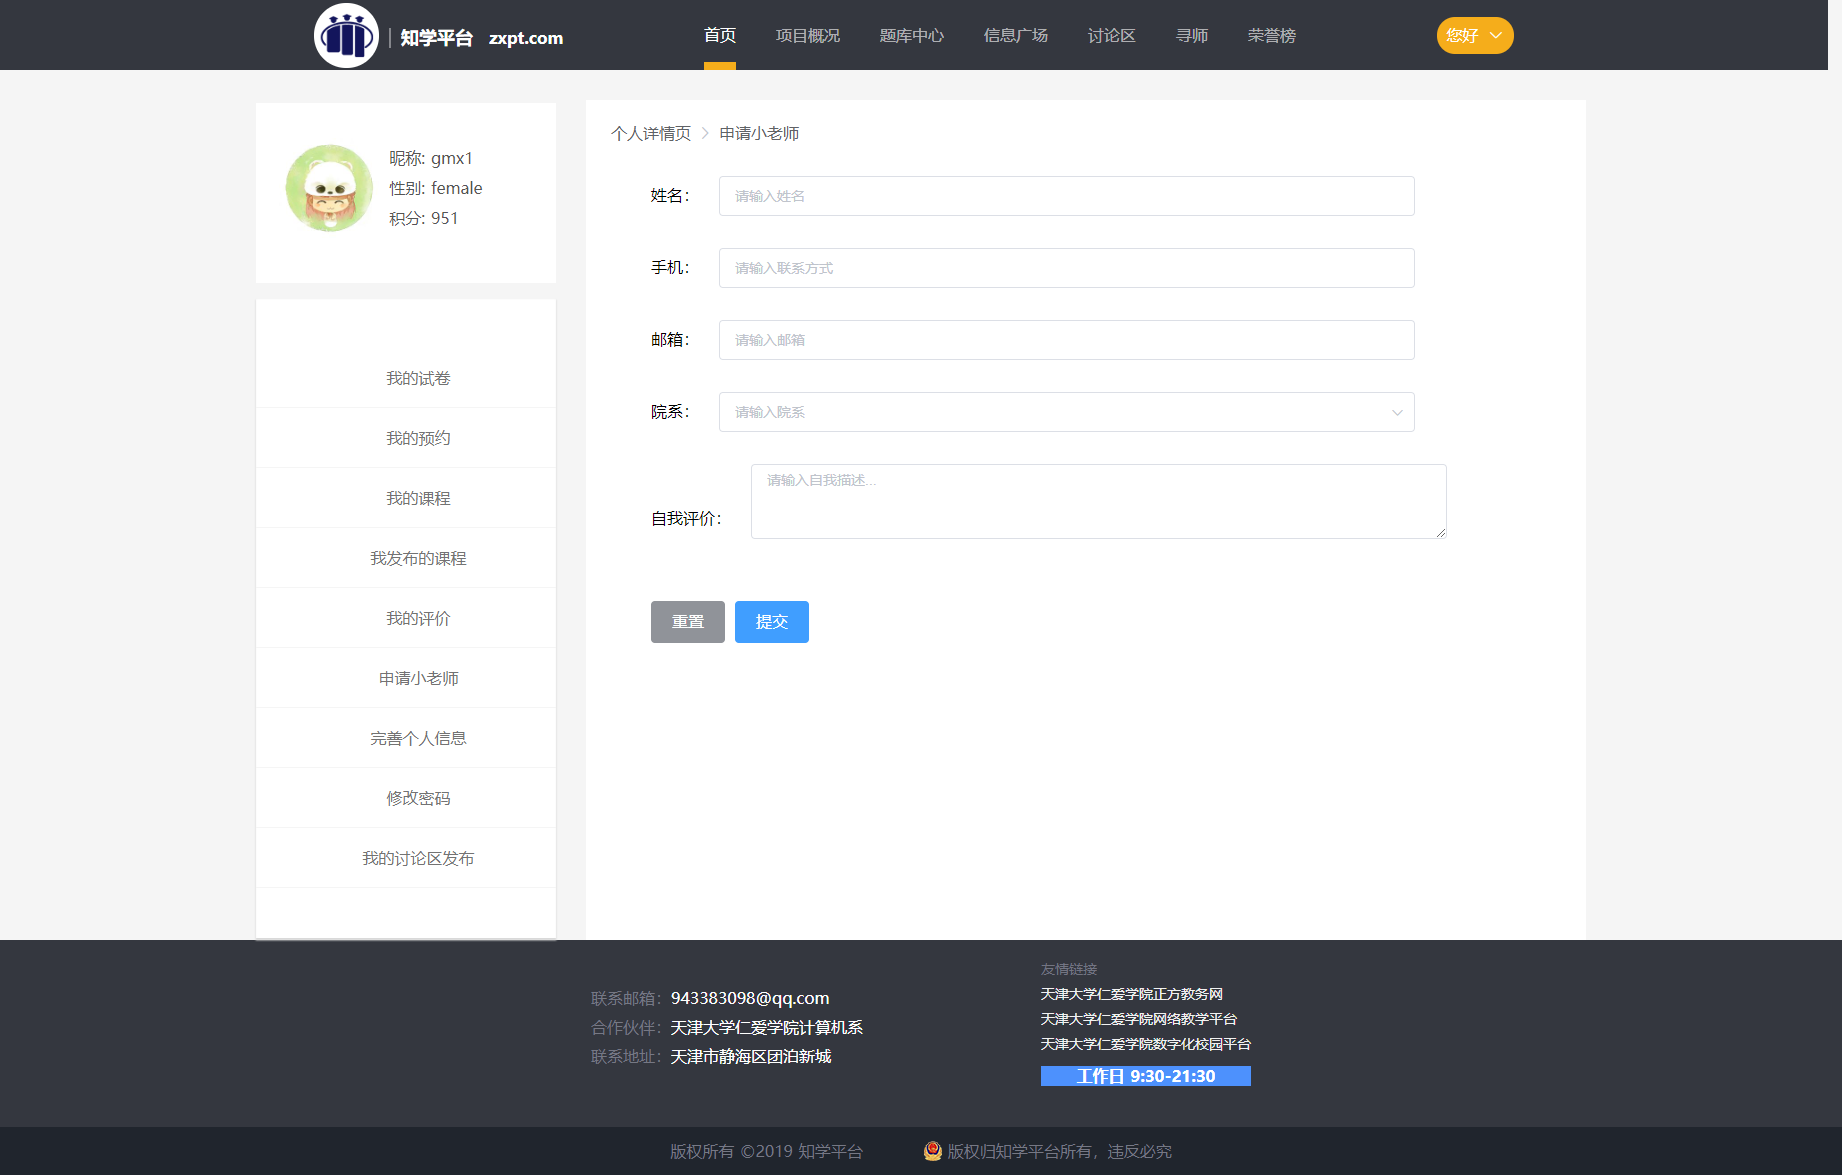 知学平台 zxpt.com
首页 项目概况 题库中心 信息广场 讨论区 寻师 荣誉榜
您好
昵称: gmx1
性别: female
积分: 951
我的试卷
我的预约
我的课程
我发布的课程
我的评价
申请小老师
完善个人信息
修改密码
我的讨论区发布
个人详情页 > 申请小老师
姓名： 请输入姓名
手机： 请输入联系方式
邮箱： 请输入邮箱
院系： 请输入院系
自我评价： 请输入自我描述...
重置 提交
联系邮箱：943383098@qq.com
合作伙伴：天津大学仁爱学院计算机系
联系地址：天津市静海区团泊新城
友情链接
天津大学仁爱学院正方教务网
天津大学仁爱学院网络教学平台
天津大学仁爱学院数字化校园平台
工作日 9:30-21:30
版权所有 ©2019 知学平台 版权归知学平台所有，违反必究